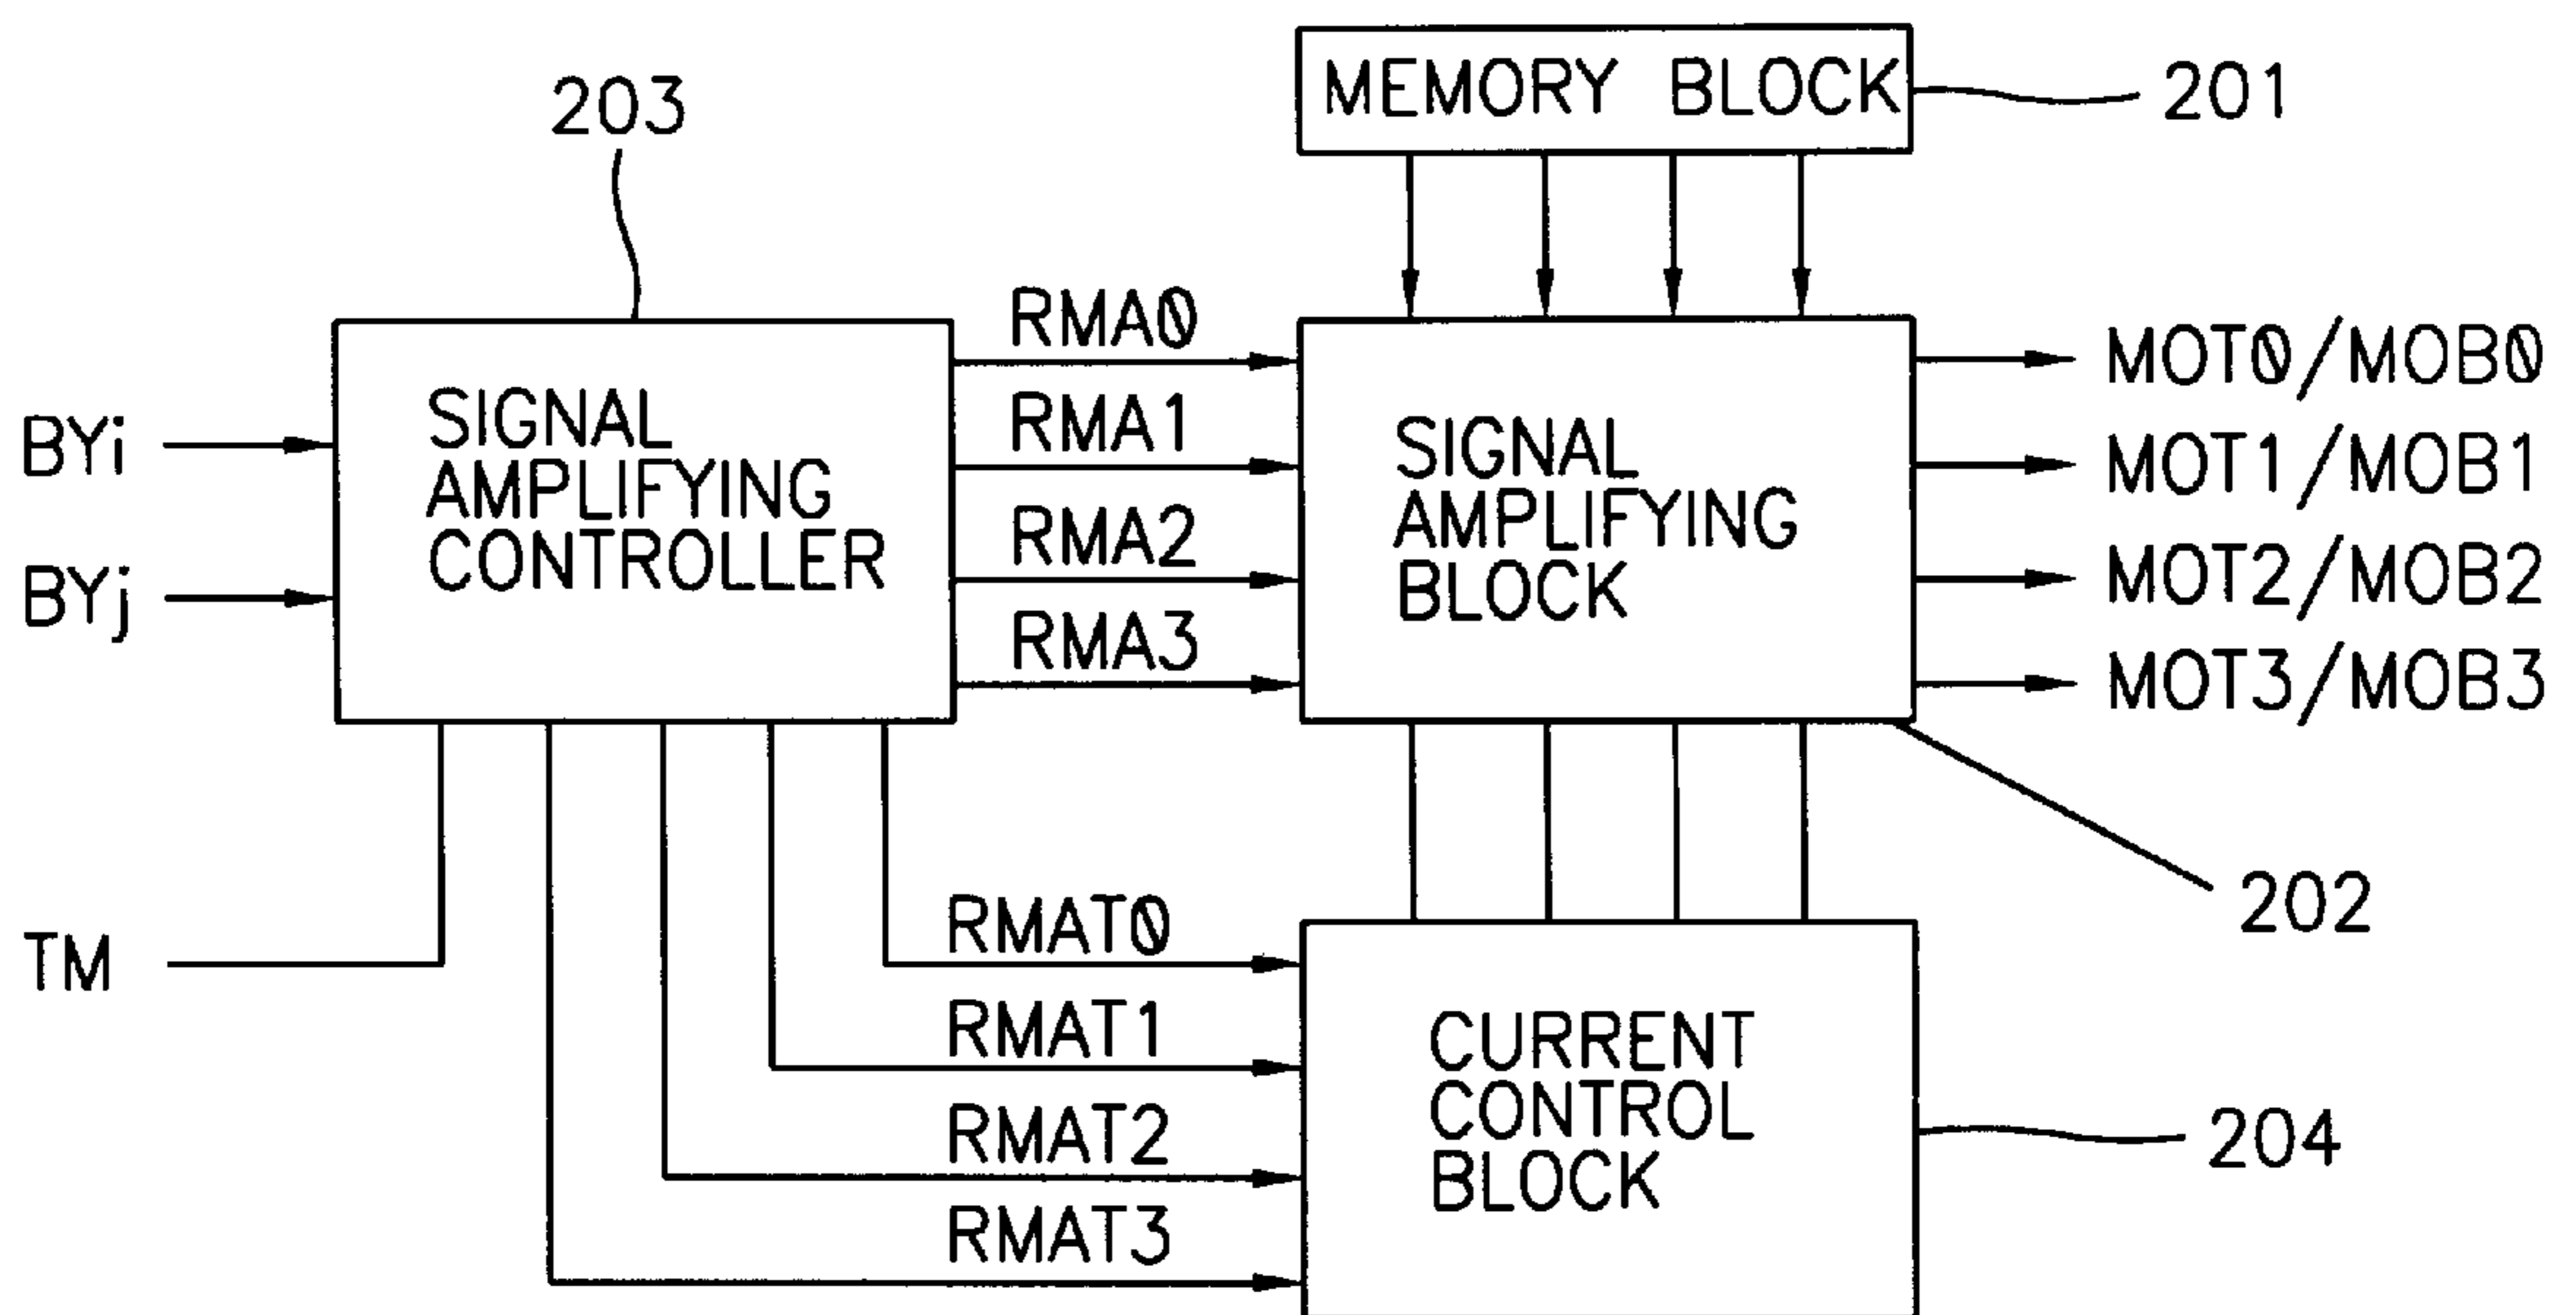 MEMORY BLOCK
201
203
RMA0
RMA1
RMA2
RMA3
SIGNAL
AMPLIFYING
CONTROLLER
BYi
BYj
SIGNAL
AMPLIFYING
BLOCK
MOT0/MOB0
MOT1/MOB1
MOT2/MOB2
MOT3/MOB3
202
TM
RMAT0
RMAT1
RMAT2
RMAT3
CURRENT
CONTROL
BLOCK
204